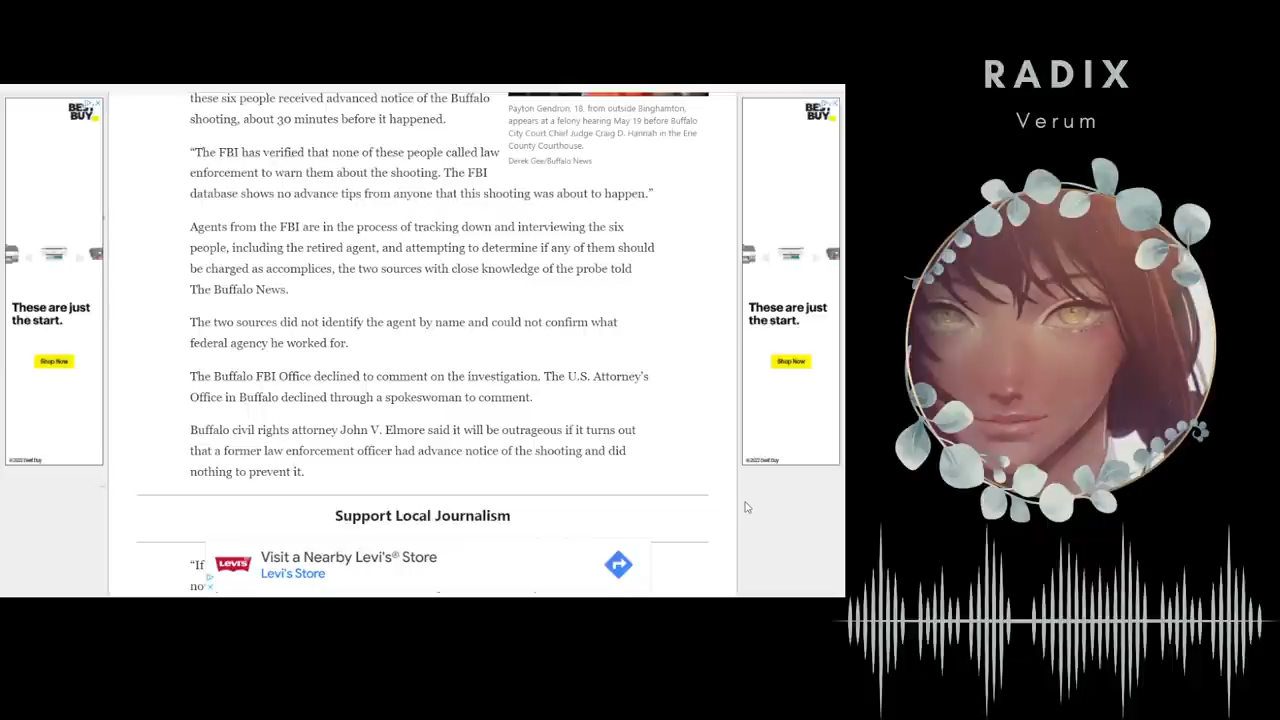 RADIX
Verum
BEST
BUY
These are just
the start.
Shop Now
©2022 Best Buy
these six people received advanced notice of the Buffalo
shooting, about 30 minutes before it happened.
“The FBI has verified that none of these people called law
enforcement to warn them about the shooting. The FBI
database shows no advance tips from anyone that this shooting was about to happen.”
Payton Gendron, 18, from outside Binghamton,
appears at a felony hearing May 19 before Buffalo
City Court Chief Judge Craig D. Hannah in the Erie
County Courthouse.
Derek Gee/Buffalo News
Agents from the FBI are in the process of tracking down and interviewing the six
people, including the retired agent, and attempting to determine if any of them should
be charged as accomplices, the two sources with close knowledge of the probe told
The Buffalo News.
The two sources did not identify the agent by name and could not confirm what
federal agency he worked for.
The Buffalo FBI Office declined to comment on the investigation. The U.S. Attorney’s
Office in Buffalo declined through a spokeswoman to comment.
Buffalo civil rights attorney John V. Elmore said it will be outrageous if it turns out
that a former law enforcement officer had advance notice of the shooting and did
nothing to prevent it.
Support Local Journalism
“If
no
LEVI'S
Visit a Nearby Levi's® Store
Levi's Store
BEST
BUY
These are just
the start.
Shop Now
©2022 Best Buy